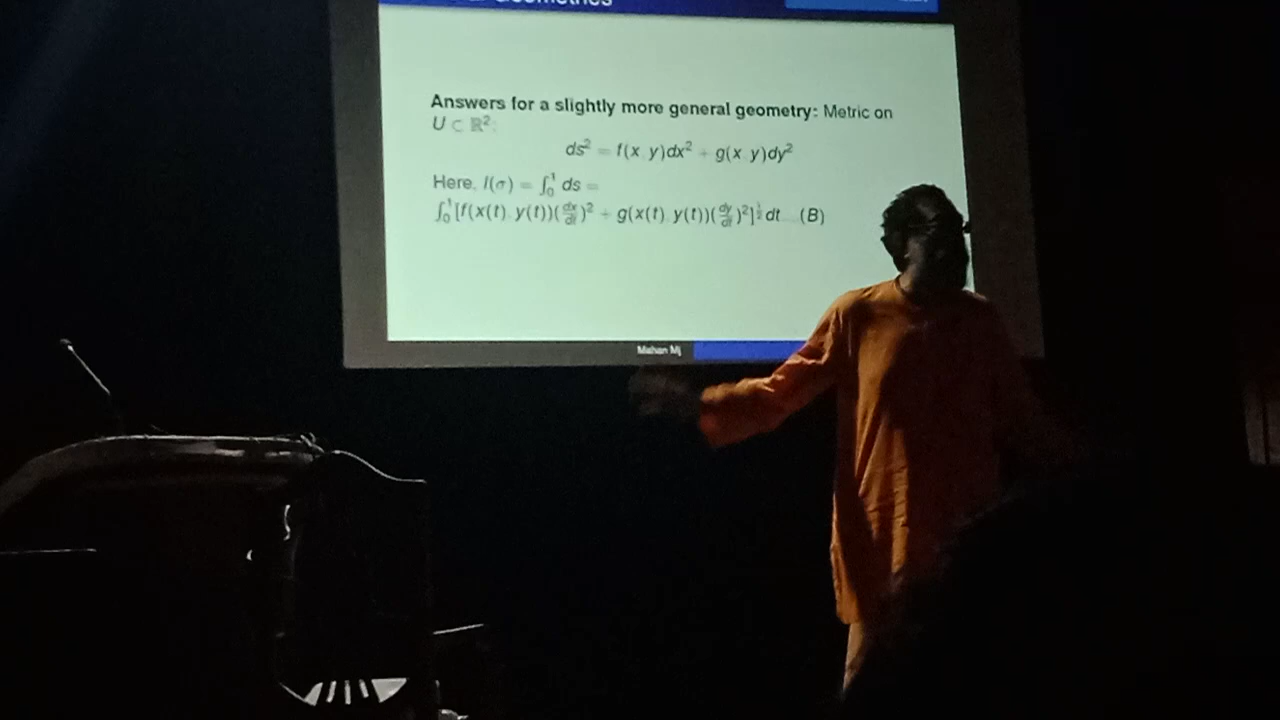 Geometries
Answers for a slightly more general geometry: Metric on
U ⊂ ℝ²:
ds² = f(x, y)dx² + g(x, y)dy²
Here, l(σ) = ∫₀¹ ds =
∫₀¹[f(x(t), y(t))(dx/dt)² + g(x(t), y(t))(dy/dt)²]^½ dt....(B)
Mahan Mj